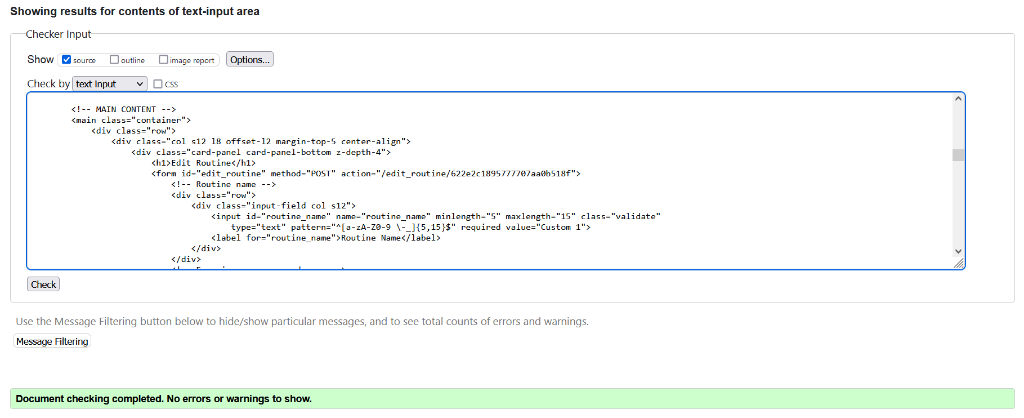 Showing results for contents of text-input area
Checker Input
Show source outline image report Options...
Check by text input CSS
<!-- MAIN CONTENT -->
<main class="container">
<div class="row">
<div class="col s12 l8 offset-l2 margin-top-5 center-align">
<div class="card-panel card-panel-bottom z-depth-4">
<h1>Edit Routine</h1>
<form id="edit_routine" method="POST" action="/edit_routine/622e2c1895777707aa0b518f">
<!-- Routine name -->
<div class="row">
<div class="input-field col s12">
<input id="routine_name" name="routine_name" minlength="5" maxlength="15" class="validate"
type="text" pattern="^[a-zA-Z0-9 \-_]{5,15}$" required value="Custom 1">
<label for="routine_name">Routine Name</label>
</div>
</div>
Check
Use the Message Filtering button below to hide/show particular messages, and to see total counts of errors and warnings.
Message Filtering
Document checking completed. No errors or warnings to show.